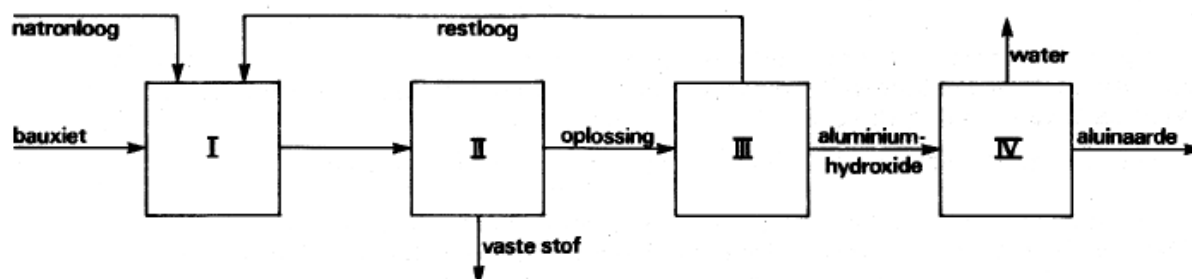 natronloog
restloog
water
bauxiet
I
II
oplossing
III
aluminium-
hydroxide
IV
aluinaarde
vaste stof